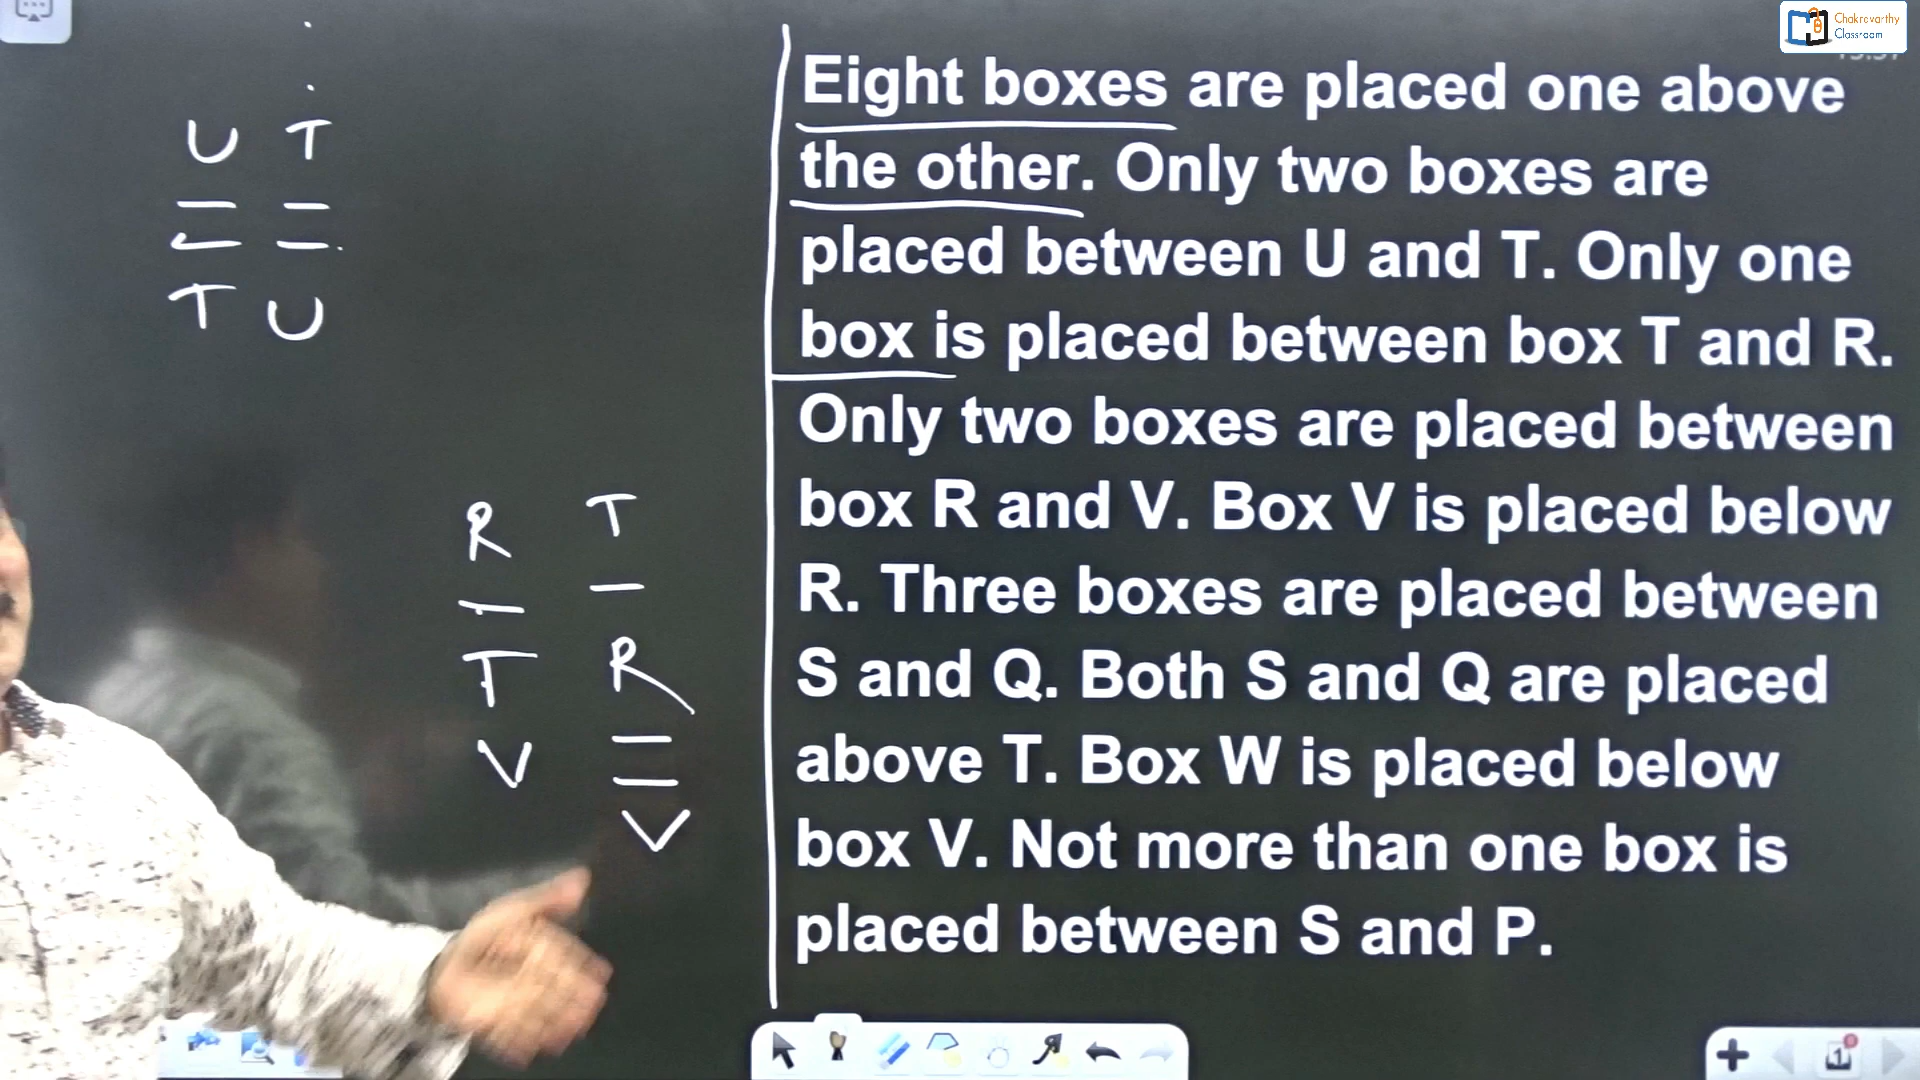 Chakravarthy
Classroom
Eight boxes are placed one above
the other. Only two boxes are
placed between U and T. Only one
box is placed between box T and R.
Only two boxes are placed between
box R and V. Box V is placed below
R. Three boxes are placed between
S and Q. Both S and Q are placed
above T. Box W is placed below
box V. Not more than one box is
placed between S and P.
U T
T U
R T
T R
V
V
1